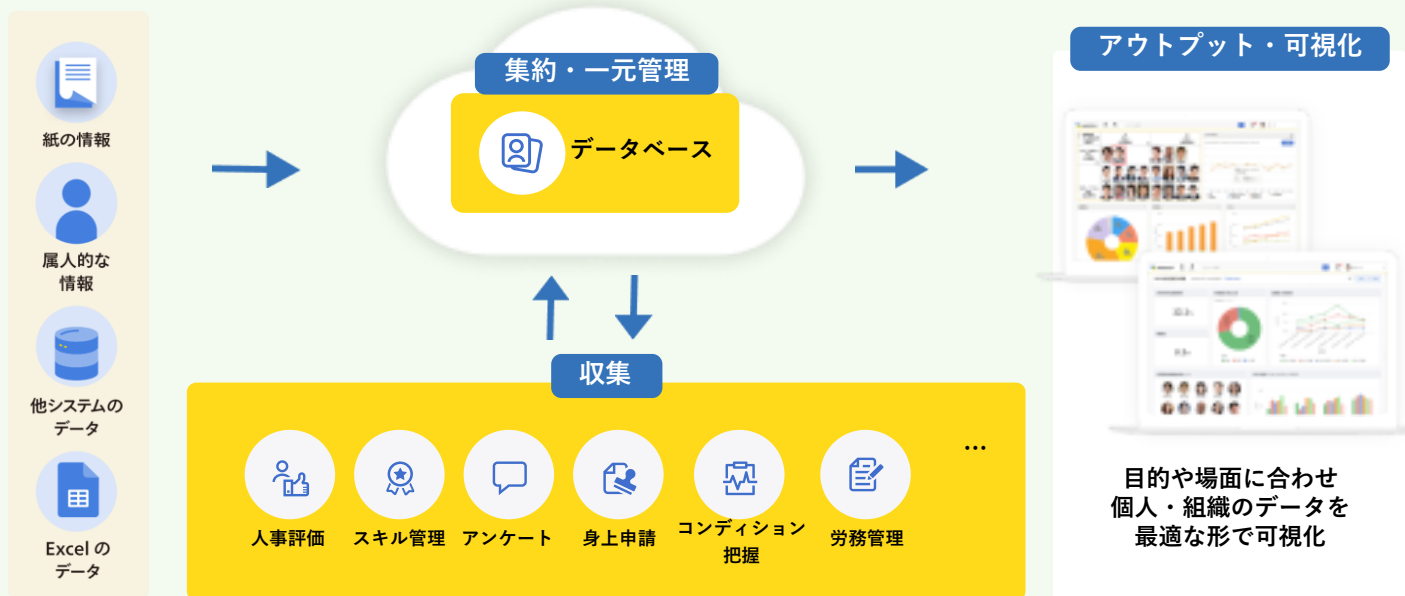 紙の情報
属人的な
情報
他システムの
データ
Excel の
データ
集約・一元管理
データベース
収集
人事評価
スキル管理
アンケート
身上申請
コンディション
把握
労務管理
…
アウトプット・可視化
目的や場面に合わせ
個人・組織のデータを
最適な形で可視化